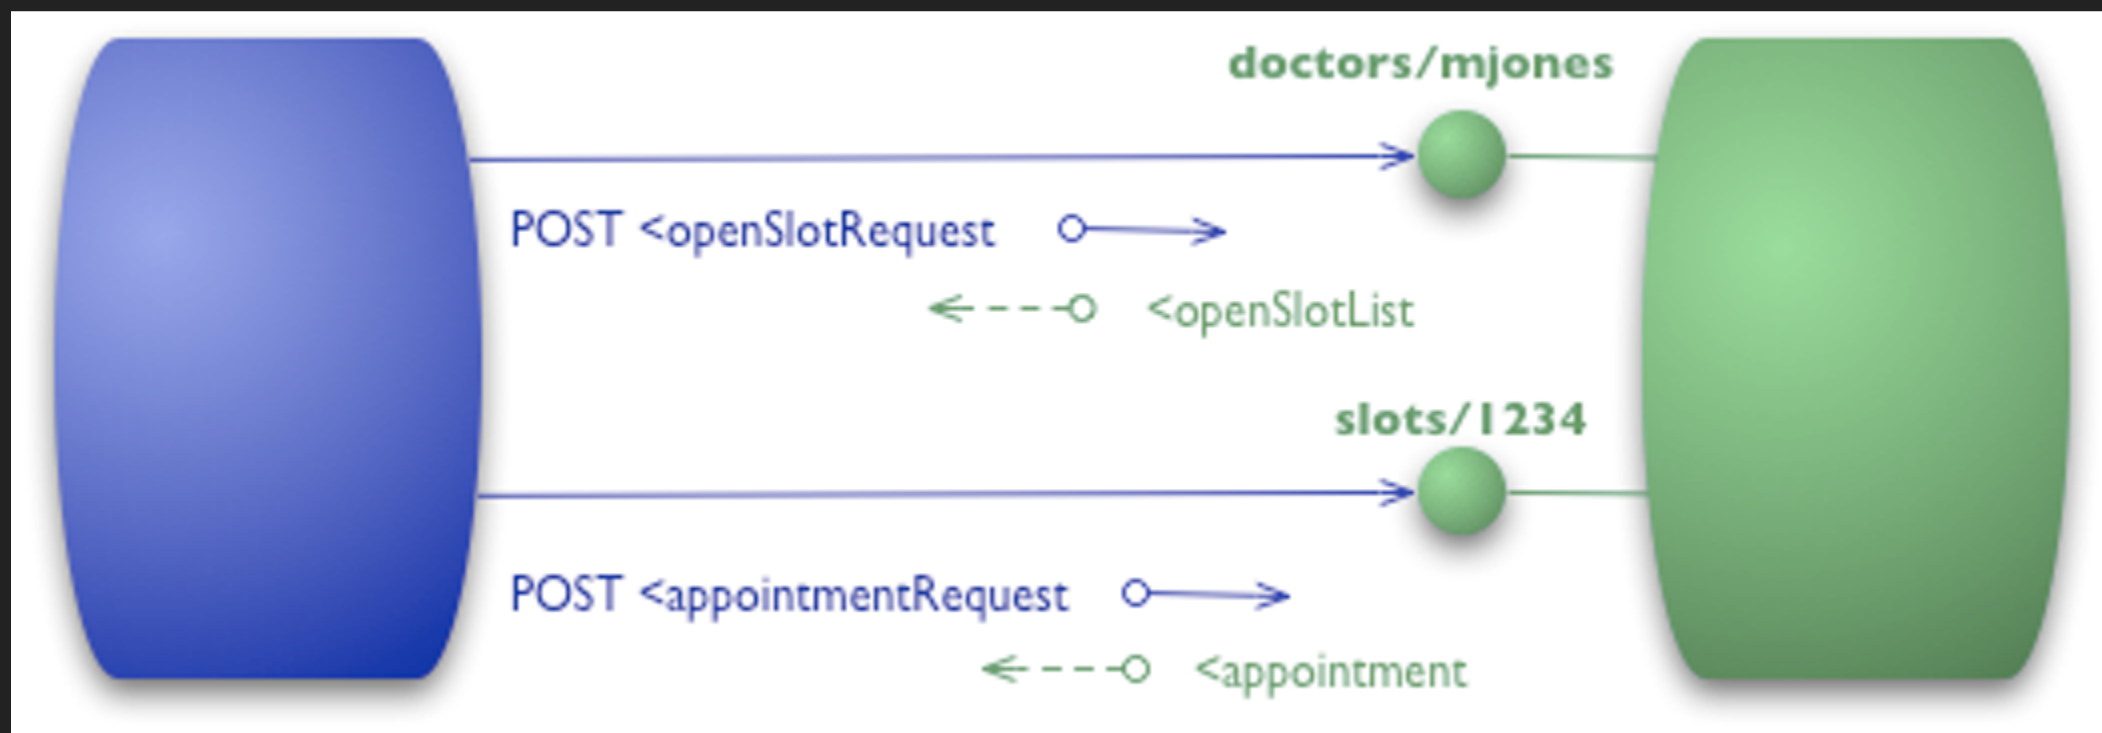 doctors/mjones
POST <openSlotRequest
<openSlotList
slots/1234
POST <appointmentRequest
<appointment